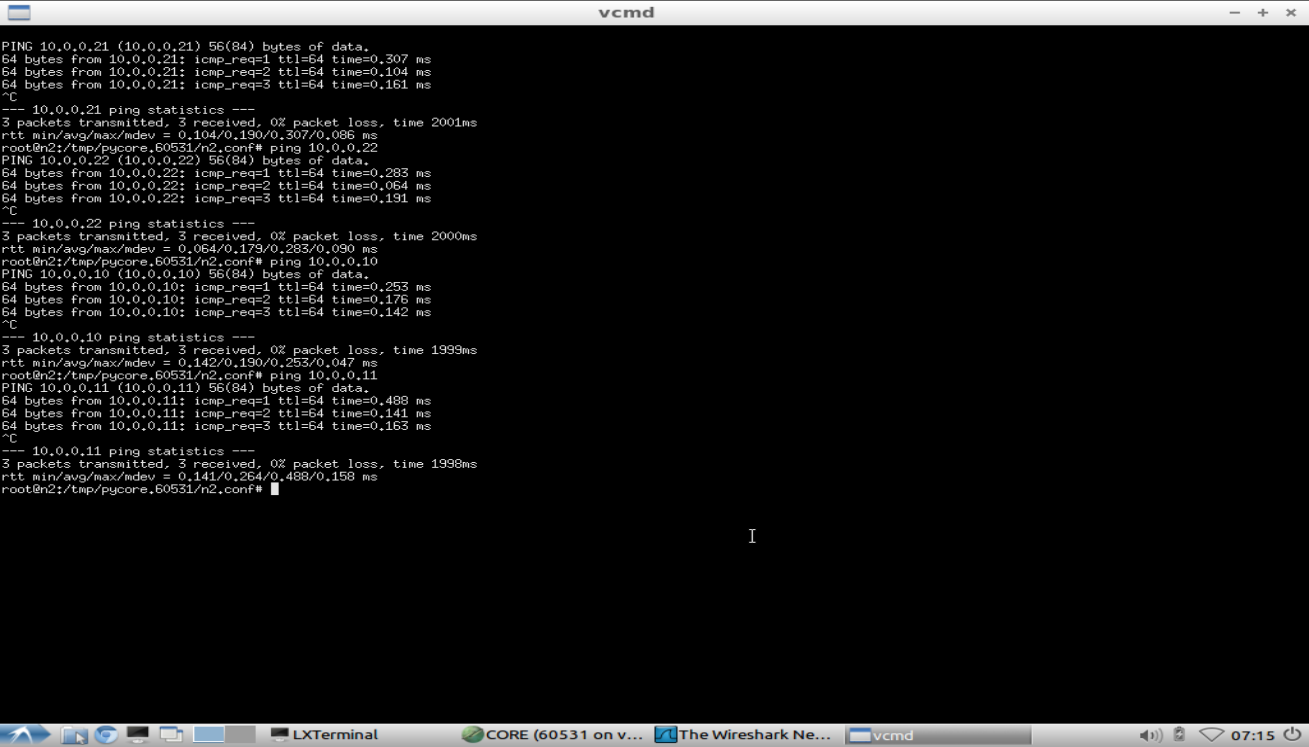 vcmd
PING 10.0.0.21 (10.0.0.21) 56(84) bytes of data.
64 bytes from 10.0.0.21: icmp_req=1 ttl=64 time=0.307 ms
64 bytes from 10.0.0.21: icmp_req=2 ttl=64 time=0.104 ms
64 bytes from 10.0.0.21: icmp_req=3 ttl=64 time=0.161 ms
^C
--- 10.0.0.21 ping statistics ---
3 packets transmitted, 3 received, 0% packet loss, time 2001ms
rtt min/avg/max/mdev = 0.104/0.190/0.307/0.086 ms
root@n2:/tmp/pycore.60531/n2.conf# ping 10.0.0.22
PING 10.0.0.22 (10.0.0.22) 56(84) bytes of data.
64 bytes from 10.0.0.22: icmp_req=1 ttl=64 time=0.283 ms
64 bytes from 10.0.0.22: icmp_req=2 ttl=64 time=0.064 ms
64 bytes from 10.0.0.22: icmp_req=3 ttl=64 time=0.191 ms
^C
--- 10.0.0.22 ping statistics ---
3 packets transmitted, 3 received, 0% packet loss, time 2000ms
rtt min/avg/max/mdev = 0.064/0.179/0.283/0.090 ms
root@n2:/tmp/pycore.60531/n2.conf# ping 10.0.0.10
PING 10.0.0.10 (10.0.0.10) 56(84) bytes of data.
64 bytes from 10.0.0.10: icmp_req=1 ttl=64 time=0.253 ms
64 bytes from 10.0.0.10: icmp_req=2 ttl=64 time=0.176 ms
64 bytes from 10.0.0.10: icmp_req=3 ttl=64 time=0.142 ms
^C
--- 10.0.0.10 ping statistics ---
3 packets transmitted, 3 received, 0% packet loss, time 1999ms
rtt min/avg/max/mdev = 0.142/0.190/0.253/0.047 ms
root@n2:/tmp/pycore.60531/n2.conf# ping 10.0.0.11
PING 10.0.0.11 (10.0.0.11) 56(84) bytes of data.
64 bytes from 10.0.0.11: icmp_req=1 ttl=64 time=0.488 ms
64 bytes from 10.0.0.11: icmp_req=2 ttl=64 time=0.141 ms
64 bytes from 10.0.0.11: icmp_req=3 ttl=64 time=0.163 ms
^C
--- 10.0.0.11 ping statistics ---
3 packets transmitted, 3 received, 0% packet loss, time 1998ms
rtt min/avg/max/mdev = 0.141/0.264/0.488/0.158 ms
root@n2:/tmp/pycore.60531/n2.conf#
LXTerminal CORE (60531 on v... The Wireshark Ne... vcmd 07:15